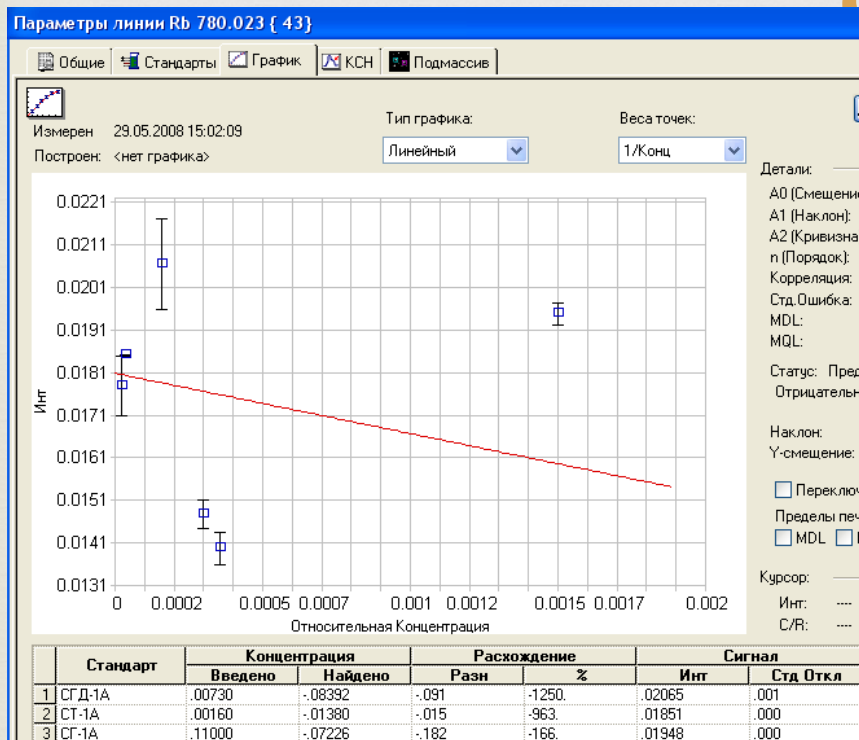 Параметры линии Rb 780.023 { 43}
Общие Стандарты График КСН Подмассив
Измерен 29.05.2008 15:02:09
Построен: <нет графика>
Тип графика:
Линейный
Веса точек:
1/Конц
Детали:
A0 (Смещение
A1 (Наклон):
A2 (Кривизна
n (Порядок):
Корреляция:
Стд.Ошибка:
MDL:
MQL:
Статус: Пред
Отрицательн
Наклон:
Y-смещение:
Переключ
Пределы печ
MDL
Курсор:
Инт: ----
C/R: ----
Инт
0.0221
0.0211
0.0201
0.0191
0.0181
0.0171
0.0161
0.0151
0.0141
0.0131
0 0.0002 0.0005 0.0007 0.001 0.0012 0.0015 0.0017 0.002
Относительная Концентрация
Стандарт Концентрация Расхождение Сигнал
Введено Найдено Разн % Инт Стд Откл
1 СГД-1А .00730 -.08392 -.091 -1250. .02065 .001
2 СТ-1А .00160 -.01380 -.015 -963. .01851 .000
3 СГ-1А .11000 -.07226 -.182 -166. .01948 .000